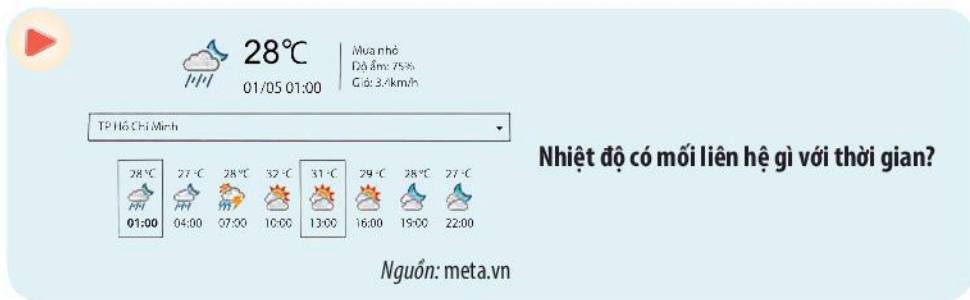 28°C
01/05 01:00
Mưa nhỏ
Độ ẩm: 75%
Gió: 3.4km/h
TP Hồ Chí Minh
28°C 27°C 28°C 32°C 31°C 29°C 28°C 27°C
01:00 04:00 07:00 10:00 13:00 16:00 19:00 22:00
Nhiệt độ có mối liên hệ gì với thời gian?
Nguồn: meta.vn